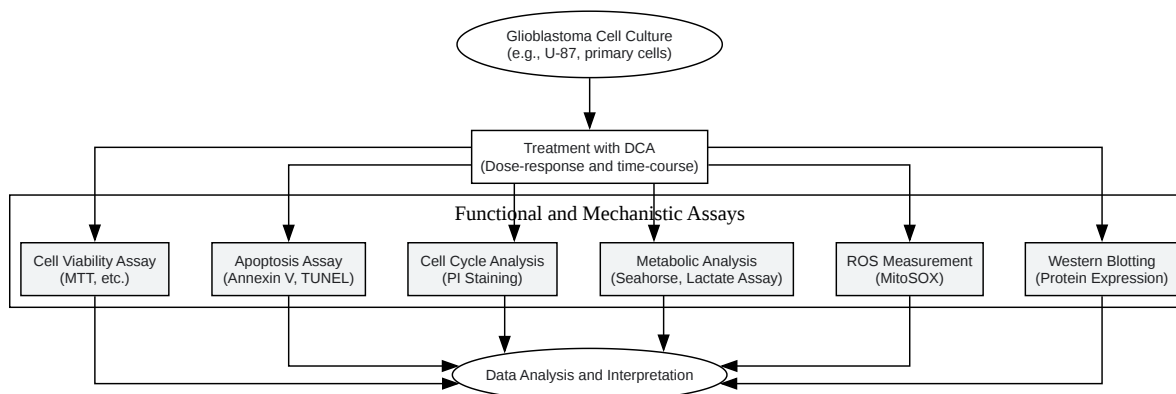 Glioblastoma Cell Culture
(e.g., U-87, primary cells)
Treatment with DCA
(Dose-response and time-course)
Functional and Mechanistic Assays
Cell Viability Assay
(MTT, etc.)
Apoptosis Assay
(Annexin V, TUNEL)
Cell Cycle Analysis
(PI Staining)
Metabolic Analysis
(Seahorse, Lactate Assay)
ROS Measurement
(MitoSOX)
Western Blotting
(Protein Expression)
Data Analysis and Interpretation